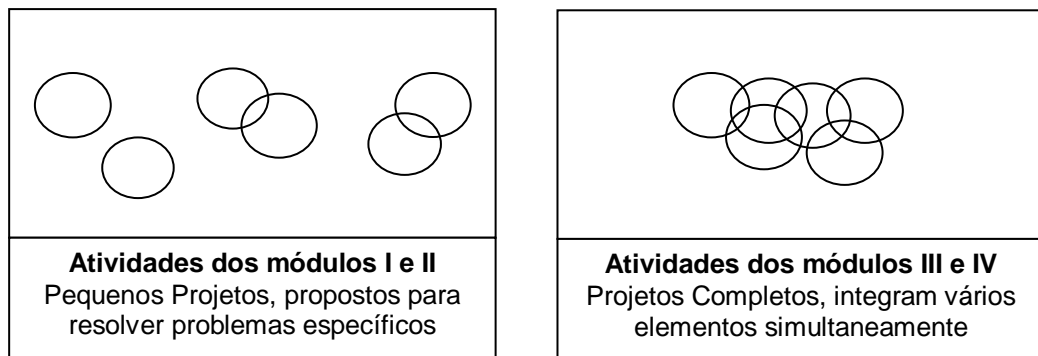 Atividades dos módulos I e II
Pequenos Projetos, propostos para
resolver problemas específicos
Atividades dos módulos III e IV
Projetos Completos, integram vários
elementos simultaneamente